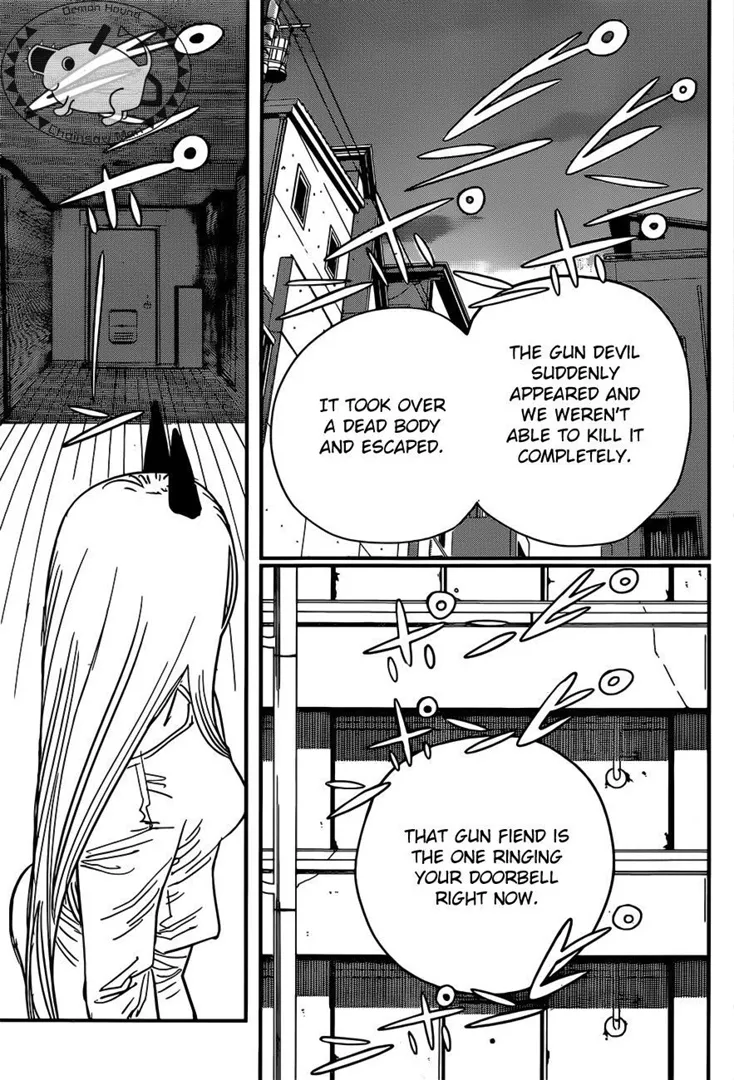 THE GUN DEVIL
SUDDENLY
APPEARED AND
WE WEREN'T
ABLE TO KILL IT
COMPLETELY.
IT TOOK OVER
A DEAD BODY
AND ESCAPED.
Demon Hound
Chainsaw Man
THAT GUN FIEND IS
THE ONE RINGING
YOUR DOORBELL
RIGHT NOW.